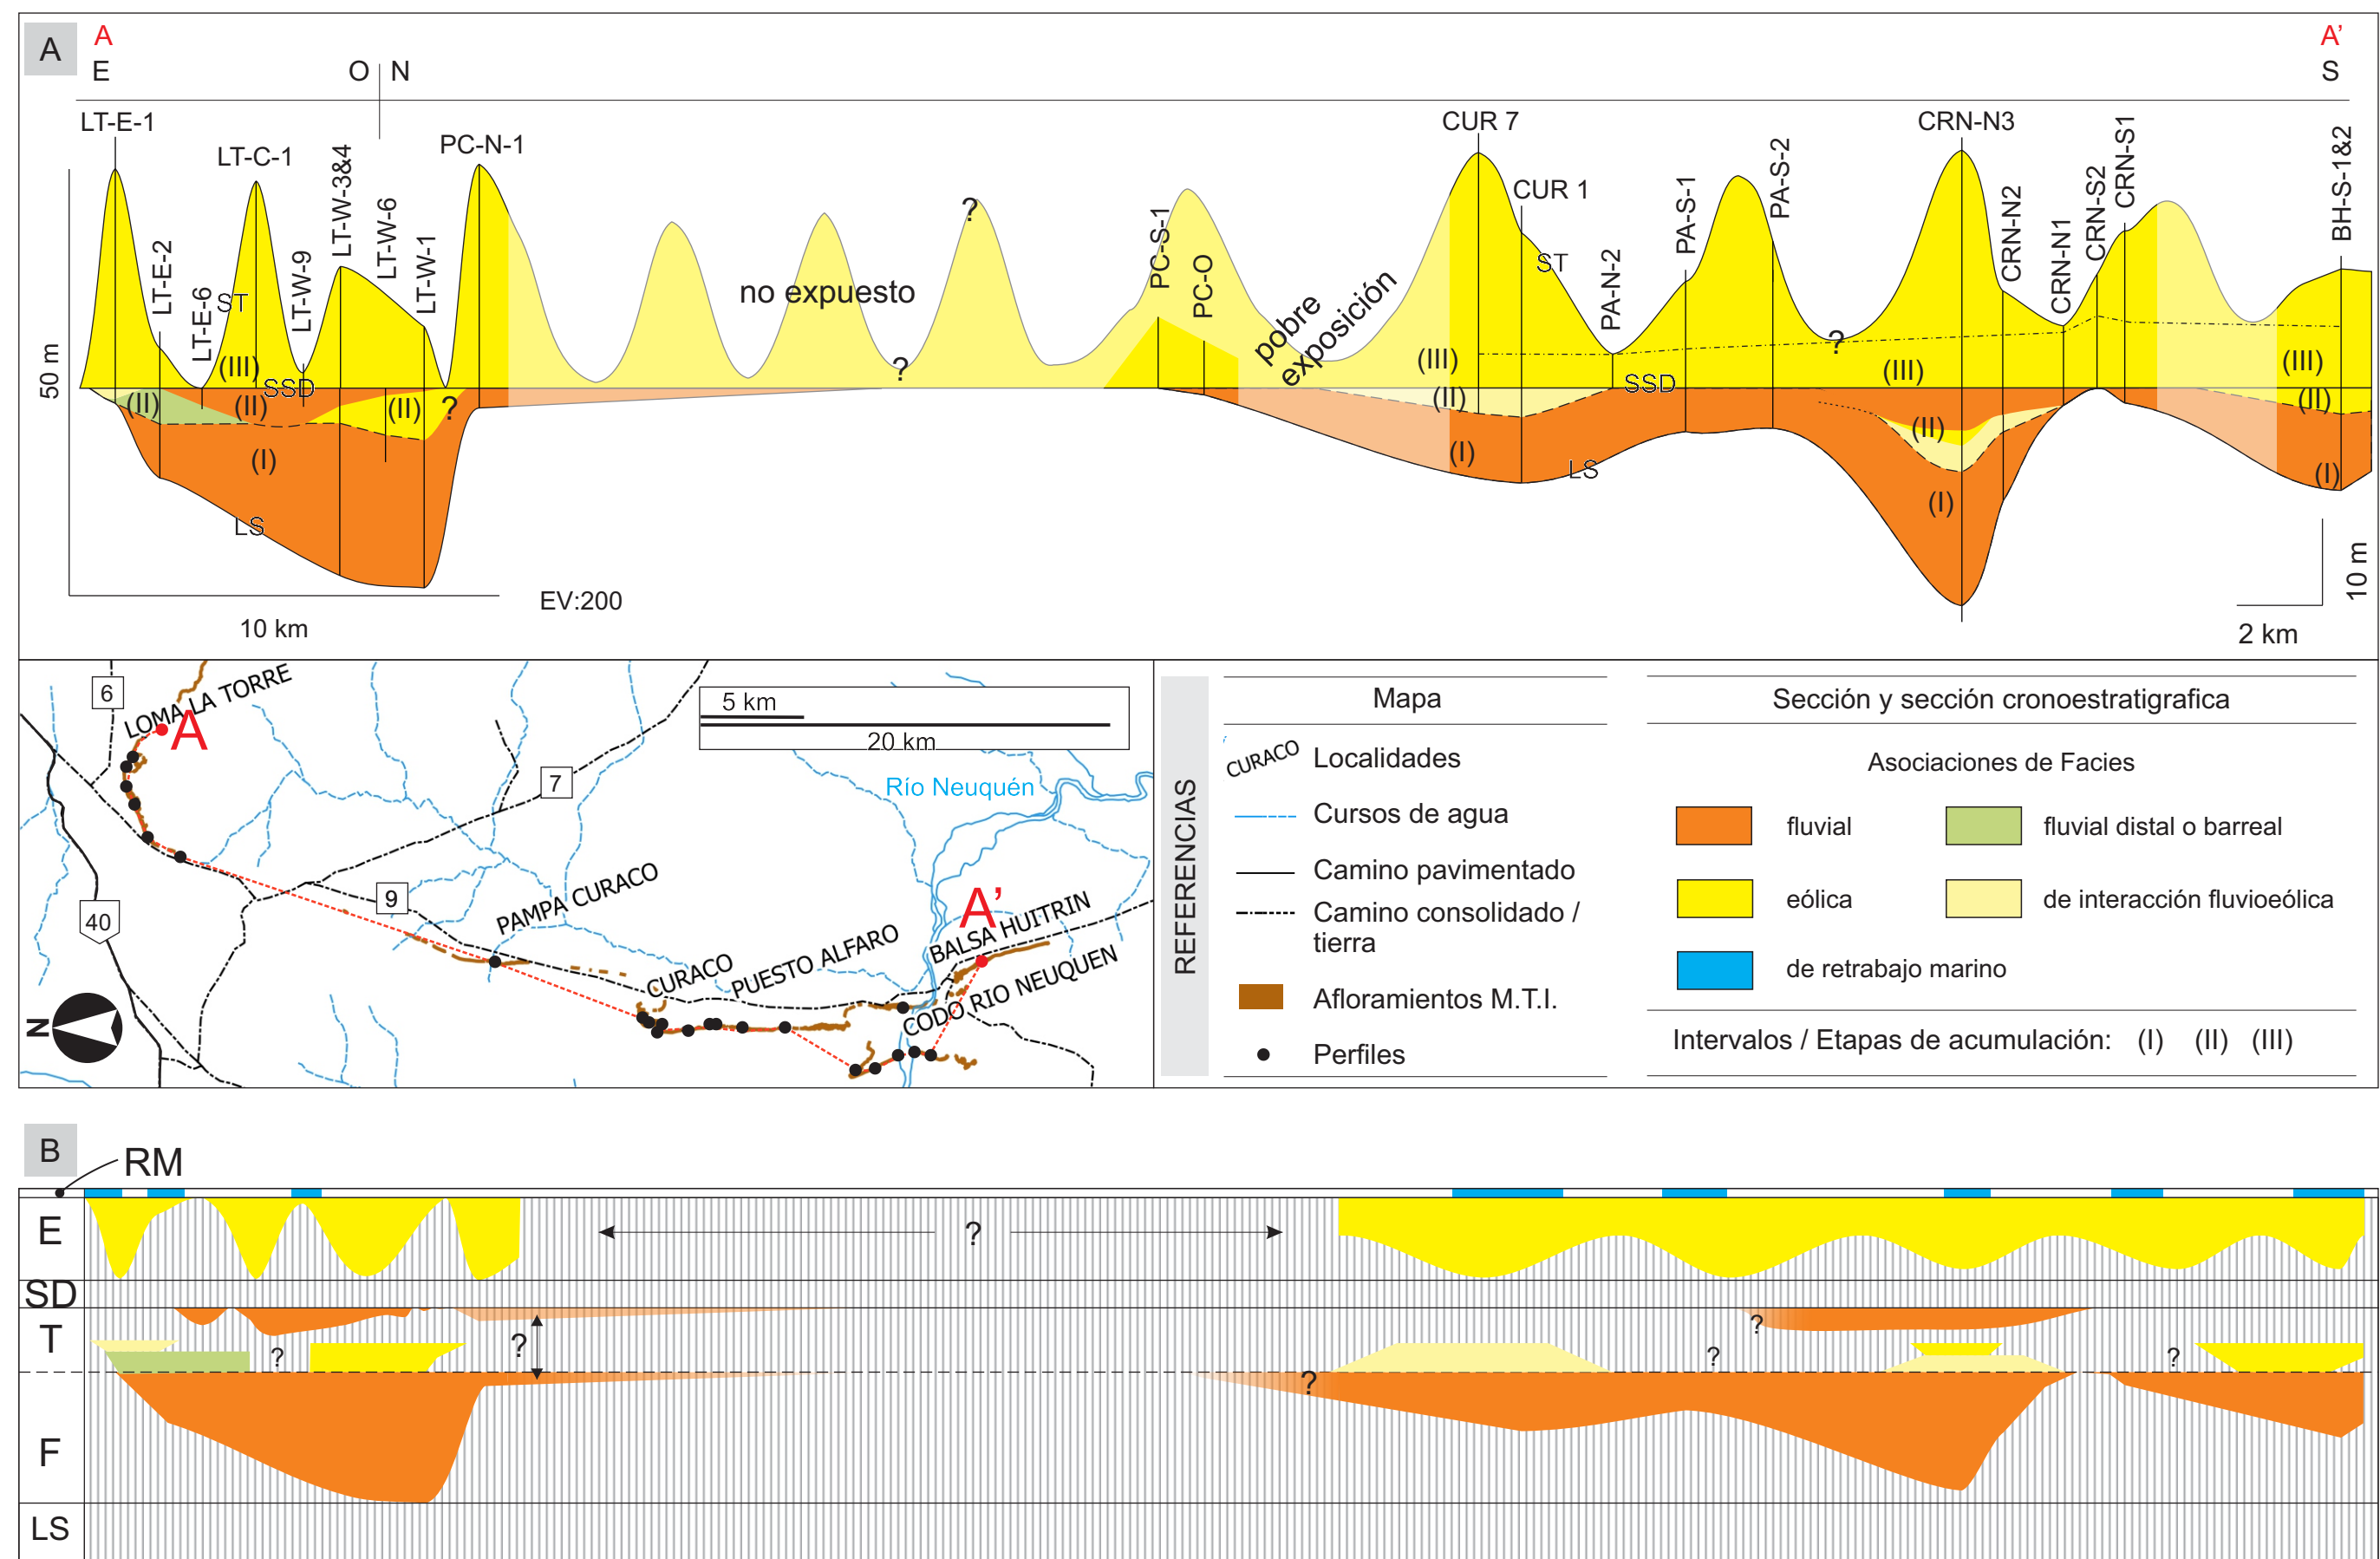 A
A
A'
E
O
N
S
LT-E-1
LT-E-2
LT-E-6
LT-C-1
LT-W-9
LT-W-3&4
LT-W-6
LT-W-1
PC-N-1
PC-S-1
PC-O
CUR 7
CUR 1
PA-N-2
PA-S-1
PA-S-2
CRN-N3
CRN-N2
CRN-N1
CRN-S2
CRN-S1
BH-S-1&2
no expuesto
?
?
pobre
exposición
ST
ST
?
(III)
(III)
(III)
(III)
SSD
SSD
(II)
(II)
(II)
?
(II)
(II)
(II)
(I)
(I)
(I)
(I)
LS
LS
50 m
10 km
EV:200
10 m
2 km
6
LOMA LA TORRE
A
5 km
20 km
7
Río Neuquén
9
PAMPA CURACO
40
A'
BALSA HUITRIN
PUESTO ALFARO
CURACO
CODO RIO NEUQUEN
N
REFERENCIAS
Mapa
CURACO
Localidades
Cursos de agua
Camino pavimentado
Camino consolidado /
tierra
Afloramientos M.T.I.
Perfiles
Sección y sección cronoestratigrafica
Asociaciones de Facies
fluvial
fluvial distal o barreal
eólica
de interacción fluvioeólica
de retrabajo marino
Intervalos / Etapas de acumulación: (I) (II) (III)
B
RM
E
?
SD
T
?
?
?
?
?
?
F
LS